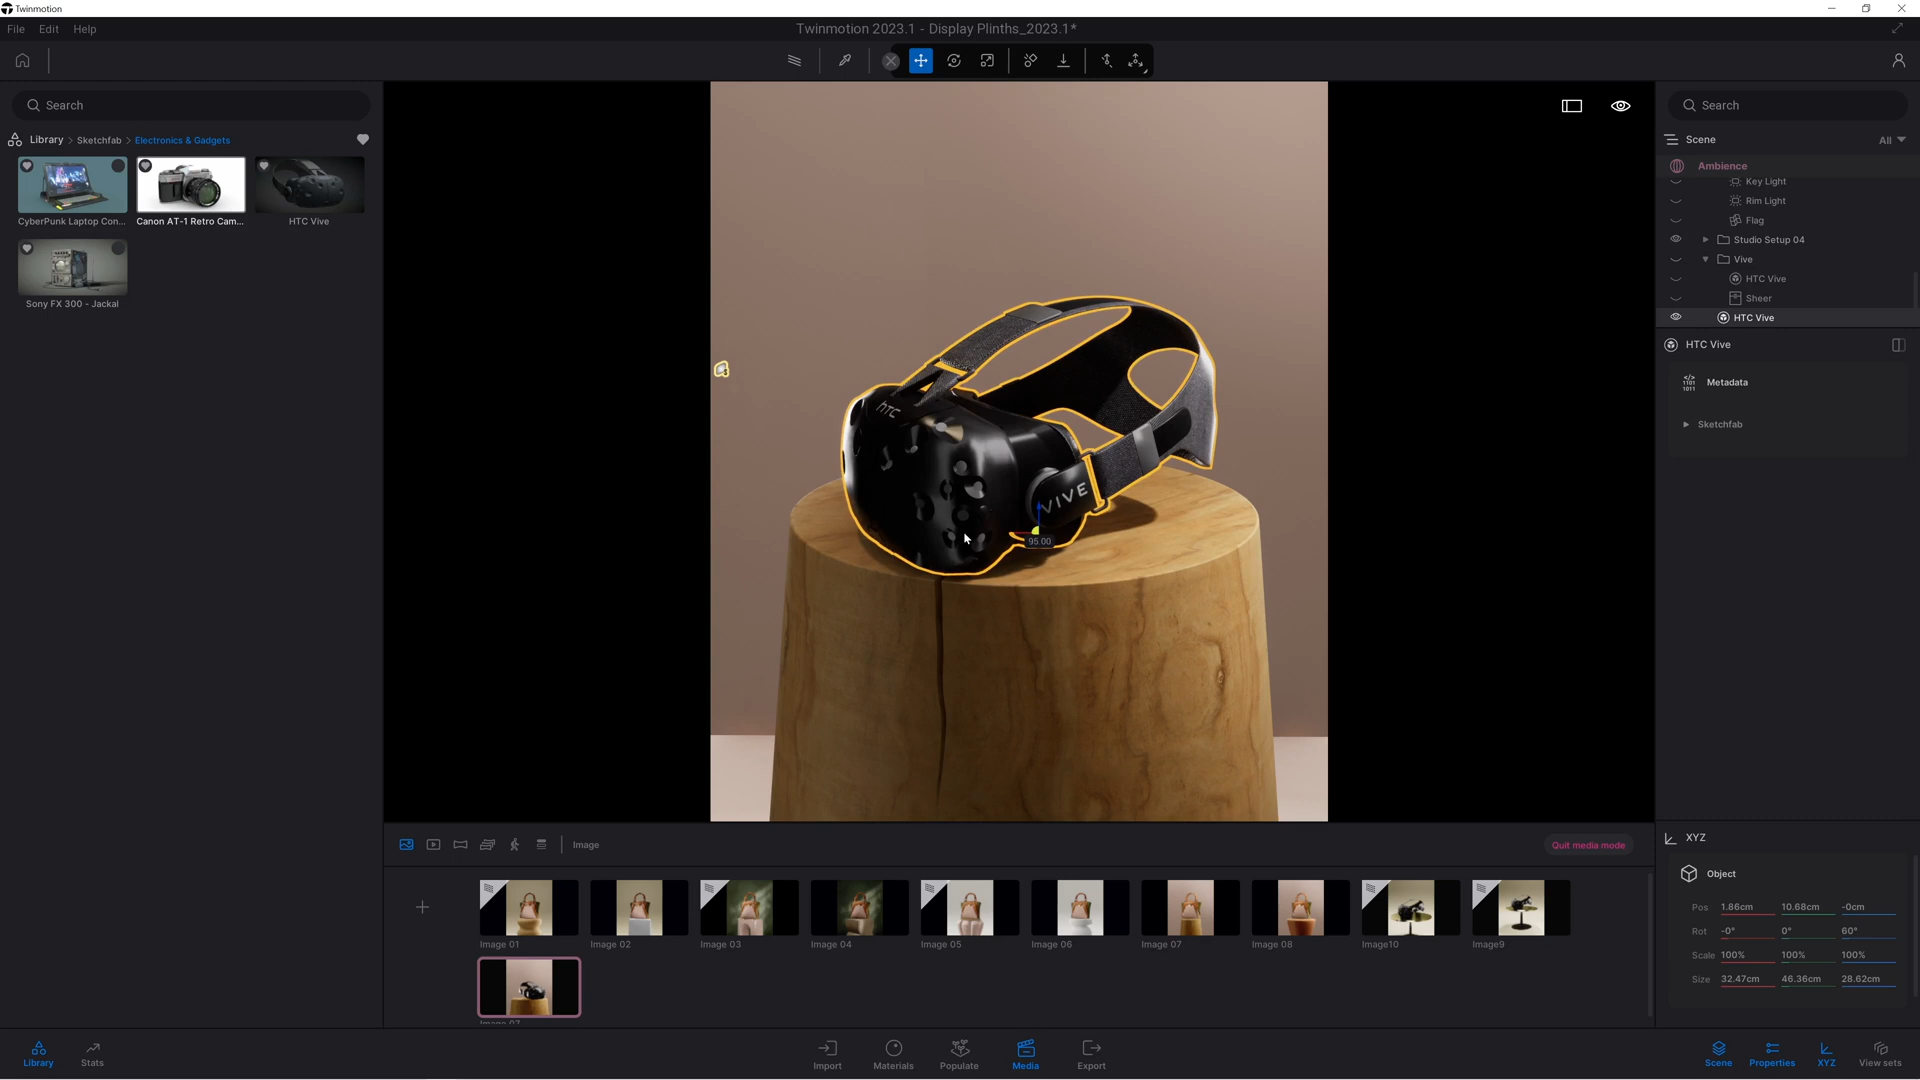 Twinmotion
File Edit Help
Twinmotion 2023.1 - Display Plinths_2023.1*
Search
Library > Sketchfab > Electronics & Gadgets
CyberPunk Laptop Con... Canon AT-1 Retro Cam... HTC Vive
Sony FX 300 - Jackal
htc
VIVE
95.00
Search
Scene All
Ambience
Key Light
Rim Light
Flag
Studio Setup 04
Vive
HTC Vive
Sheer
HTC Vive
HTC Vive
Metadata
Sketchfab
Image Quit media mode
Image 01 Image 02 Image 03 Image 04 Image 05 Image 06 Image 07 Image 08 Image10 Image9
Image 07
XYZ
Object
Pos 1.86cm 10.68cm -0cm
Rot -0° 0° 60°
Scale 100% 100% 100%
Size 32.47cm 46.36cm 28.62cm
Library Stats Import Materials Populate Media Export Scene Properties XYZ View sets